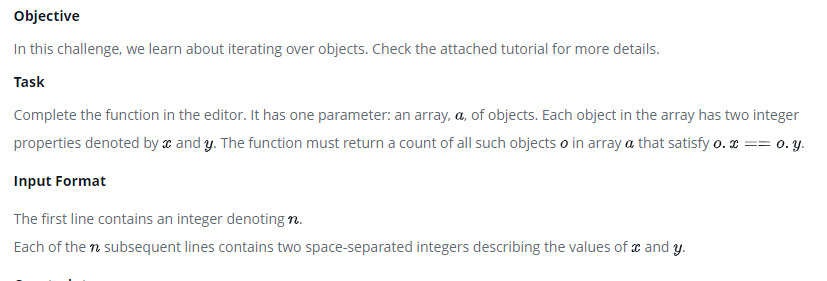 Objective
In this challenge, we learn about iterating over objects. Check the attached tutorial for more details.
Task
Complete the function in the editor. It has one parameter: an array, a, of objects. Each object in the array has two integer
properties denoted by x and y. The function must return a count of all such objects o in array a that satisfy o.x == o.y.
Input Format
The first line contains an integer denoting n.
Each of the n subsequent lines contains two space-separated integers describing the values of x and y.